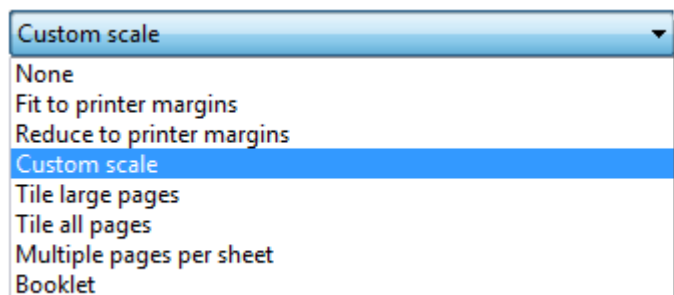 Custom scale
None
Fit to printer margins
Reduce to printer margins
Custom scale
Tile large pages
Tile all pages
Multiple pages per sheet
Booklet